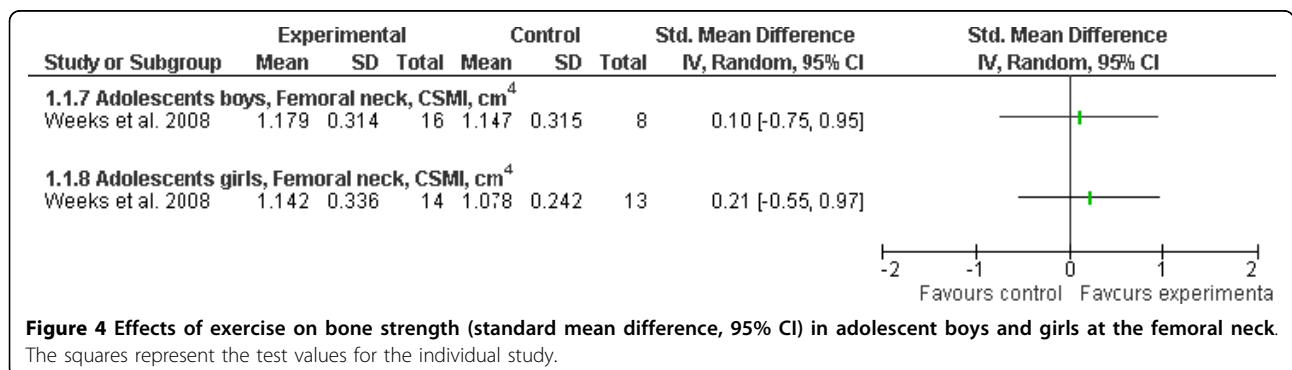 Experimental Control Std. Mean Difference Std. Mean Difference
Study or Subgroup Mean SD Total Mean SD Total IV, Random, 95% CI IV, Random, 95% CI
1.1.7 Adolescents boys, Femoral neck, CSMI, cm⁴
Weeks et al. 2008 1.179 0.314 16 1.147 0.315 8 0.10 [-0.75, 0.95]
1.1.8 Adolescents girls, Femoral neck, CSMI, cm⁴
Weeks et al. 2008 1.142 0.336 14 1.078 0.242 13 0.21 [-0.55, 0.97]
-2 -1 0 1 2
Favours control Favcurs experimenta
Figure 4 Effects of exercise on bone strength (standard mean difference, 95% CI) in adolescent boys and girls at the femoral neck.
The squares represent the test values for the individual study.